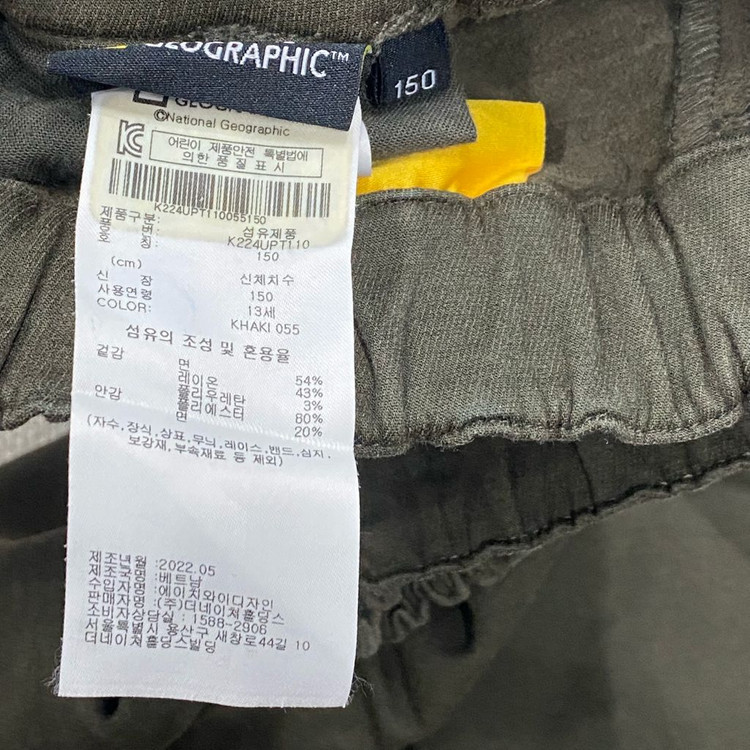 GEOGRAPHIC™
150
GEOGRA
©National Geographic
KC
어린이 제품안전 특별법에
의한 품 질 표 시
K224UPT110055150
제품구분: 섬유제품
품 번: K224UPT110
호 칭: 150
(cm)
신 장 신체치수
150
사용연령 13세
COLOR: KHAKI 055
섬유의 조성 및 혼용율
겉감 면 54%
레이온 43%
폴리우레탄 3%
안감 폴리에스터 80%
면 20%
(자수,장식,상표,무늬,레이스,밴드,심지,
보강재,부속재료 등 제외)
제조년월:2022.05
제조국명:베트남
수입자명:에이치와이디자인
판매자명:(주)더네이쳐홀딩스
소비자상담실:1588-2906
서울특별시 용산구 새창로44길 10
더네이쳐홀딩스빌딩